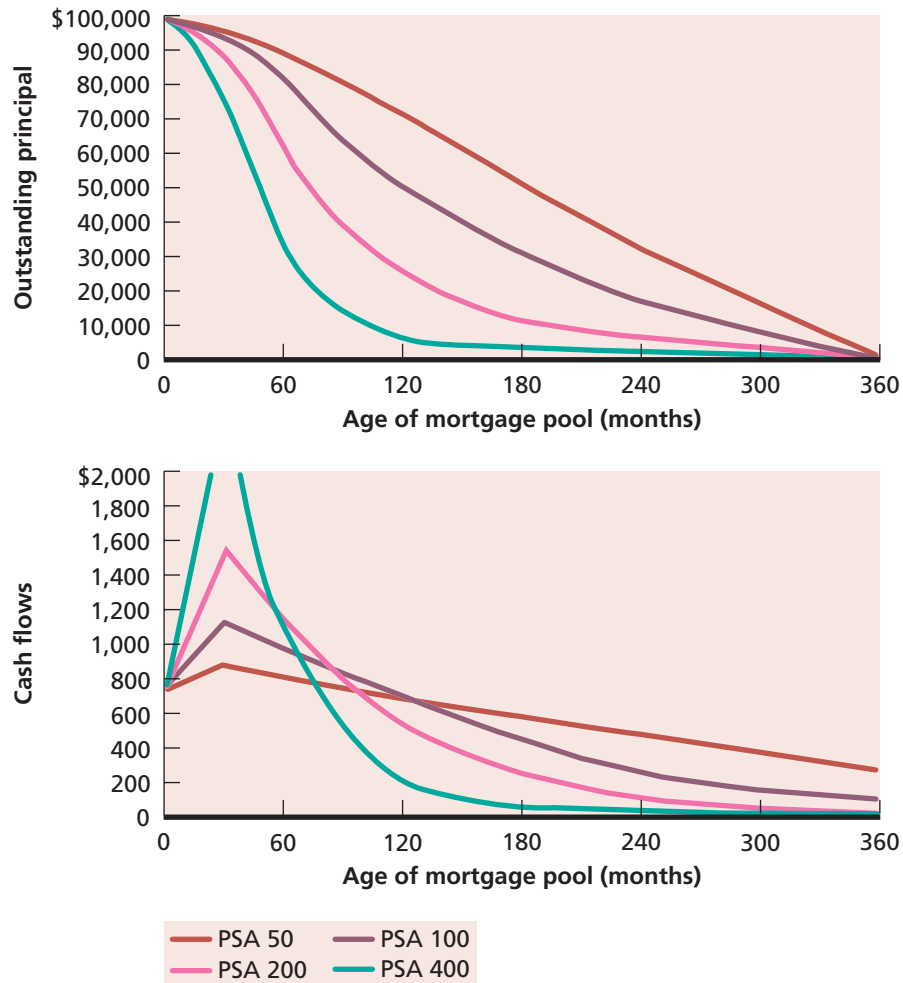 $100,000
90,000
80,000
70,000
60,000
50,000
40,000
30,000
20,000
10,000
0
Outstanding principal
0 60 120 180 240 300 360
Age of mortgage pool (months)
$2,000
1,800
1,600
1,400
1,200
1,000
800
600
400
200
0
Cash flows
0 60 120 180 240 300 360
Age of mortgage pool (months)
PSA 50 PSA 100
PSA 200 PSA 400